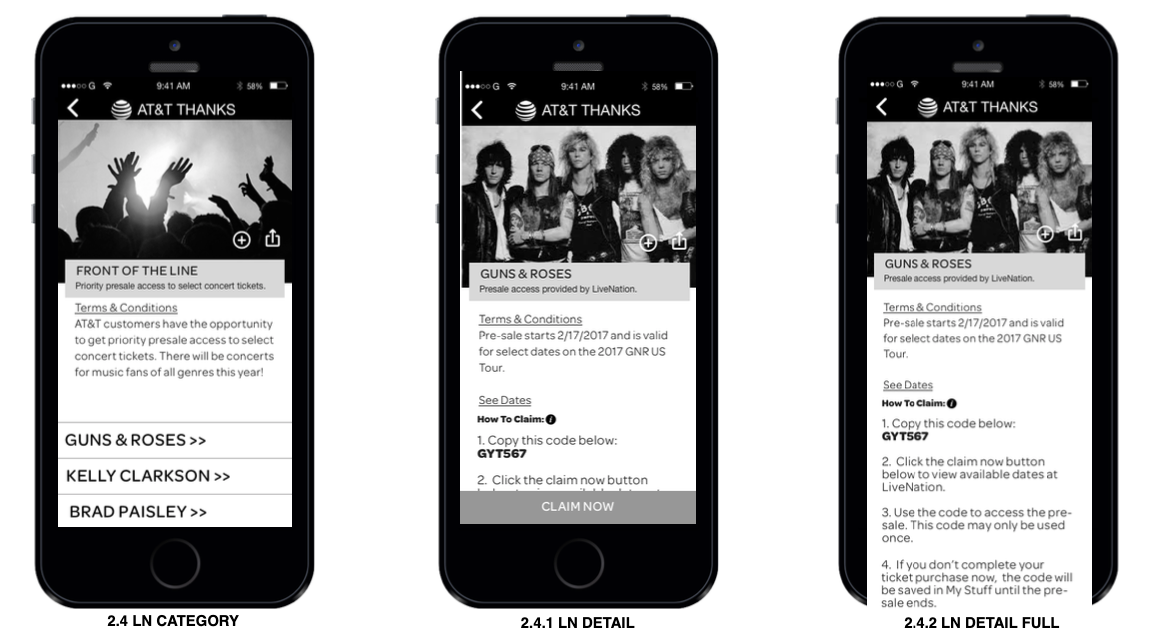 G 9:41 AM 58%
AT&T THANKS
FRONT OF THE LINE
Priority presale access to select concert tickets.
Terms & Conditions
AT&T customers have the opportunity
to get priority presale access to select
concert tickets. There will be concerts
for music fans of all genres this year!
GUNS & ROSES >>
KELLY CLARKSON >>
BRAD PAISLEY >>
2.4 LN CATEGORY
G 9:41 AM 58%
AT&T THANKS
GUNS & ROSES
Presale access provided by LiveNation.
Terms & Conditions
Pre-sale starts 2/17/2017 and is valid
for select dates on the 2017 GNR US
Tour.
See Dates
How To Claim:
1. Copy this code below:
GYT567
2. Click the claim now button
CLAIM NOW
2.4.1 LN DETAIL
G 9:41 AM 58%
AT&T THANKS
GUNS & ROSES
Presale access provided by LiveNation.
Terms & Conditions
Pre-sale starts 2/17/2017 and is valid
for select dates on the 2017 GNR US
Tour.
See Dates
How To Claim:
1. Copy this code below:
GYT567
2. Click the claim now button
below to view available dates at
LiveNation.
3. Use the code to access the pre-
sale. This code may only be used
once.
4. If you don't complete your
ticket purchase now, the code will
be saved in My Stuff until the pre-
sale ends.
2.4.2 LN DETAIL FULL